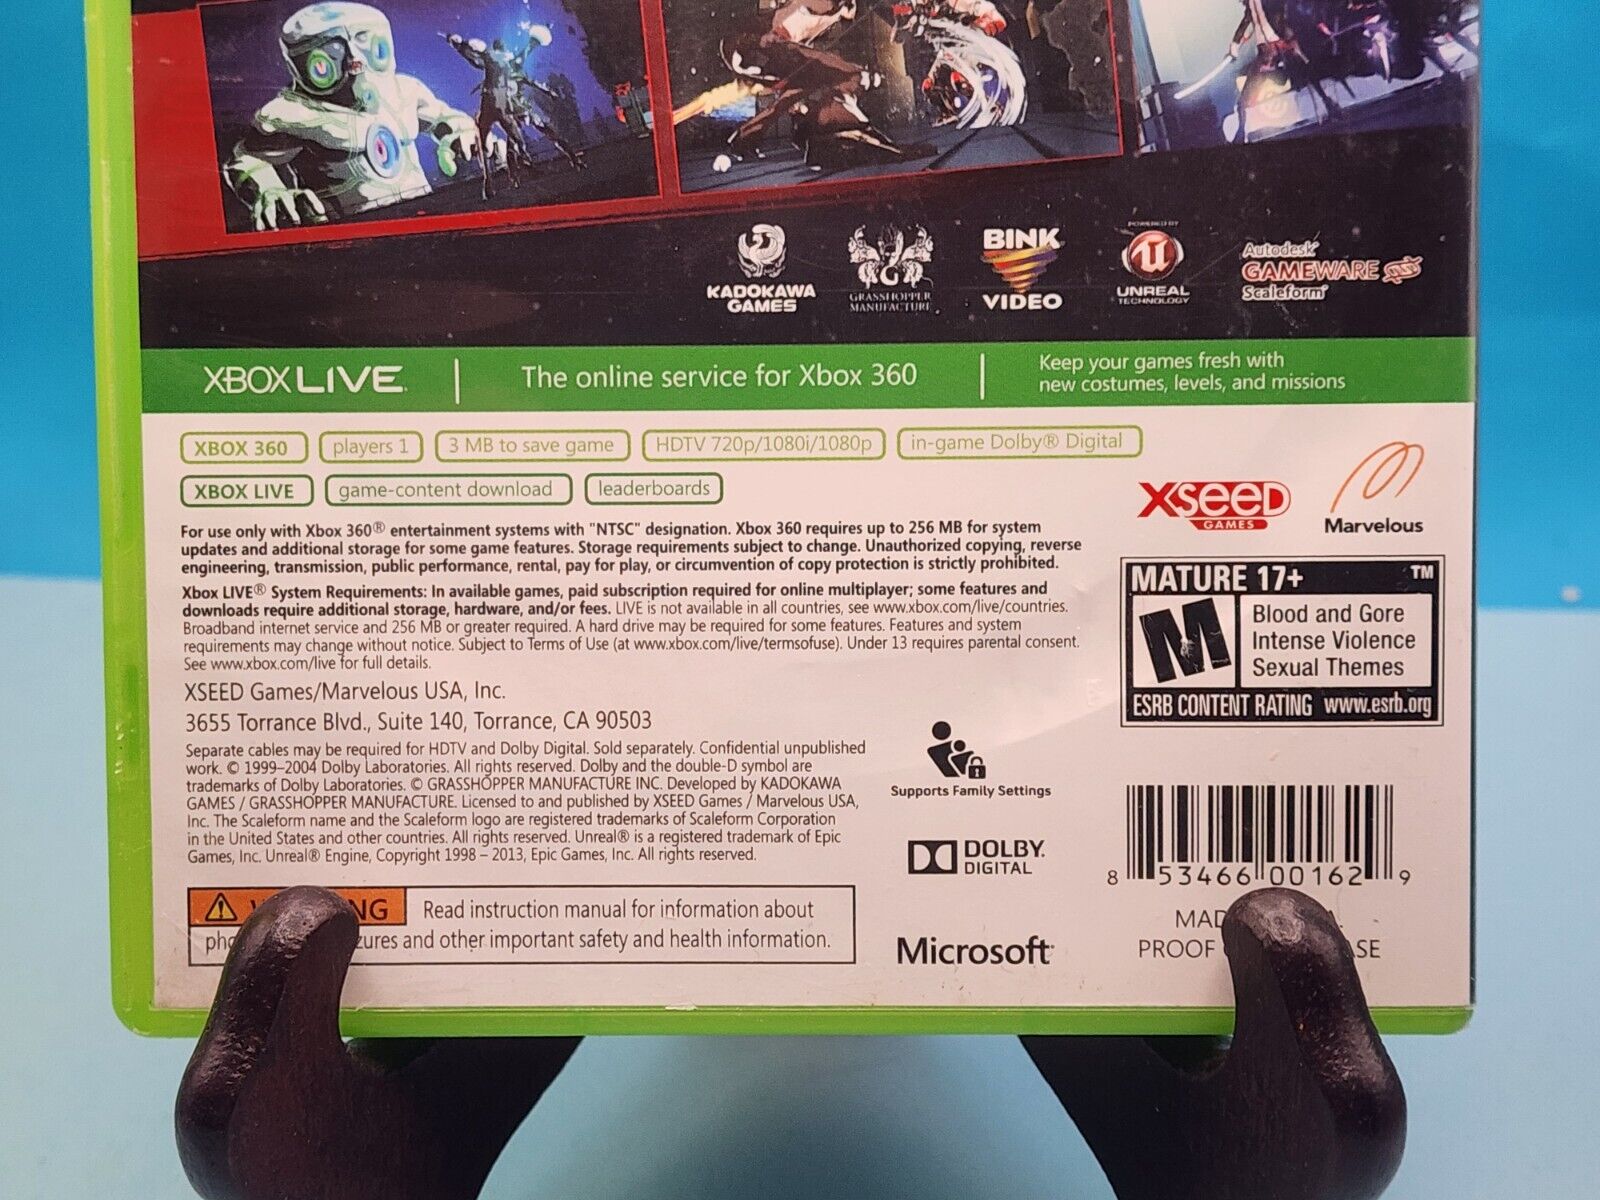 KADOKAWA
GAMES
GRASSHOPPER
MANUFACTURE
BINK
VIDEO
POWERED BY
UNREAL
TECHNOLOGY
Autodesk
GAMEWARE
Scaleform
XBOX LIVE
The online service for Xbox 360
Keep your games fresh with
new costumes, levels, and missions
XBOX 360 players 1 3 MB to save game HDTV 720p/1080i/1080p in-game Dolby® Digital
XBOX LIVE game-content download leaderboards
XSEED
GAMES
Marvelous
For use only with Xbox 360® entertainment systems with "NTSC" designation. Xbox 360 requires up to 256 MB for system
updates and additional storage for some game features. Storage requirements subject to change. Unauthorized copying, reverse
engineering, transmission, public performance, rental, pay for play, or circumvention of copy protection is strictly prohibited.
Xbox LIVE® System Requirements: In available games, paid subscription required for online multiplayer; some features and
downloads require additional storage, hardware, and/or fees. LIVE is not available in all countries, see www.xbox.com/live/countries.
Broadband internet service and 256 MB or greater required. A hard drive may be required for some features. Features and system
requirements may change without notice. Subject to Terms of Use (at www.xbox.com/live/termsofuse). Under 13 requires parental consent.
See www.xbox.com/live for full details.
XSEED Games/Marvelous USA, Inc.
3655 Torrance Blvd., Suite 140, Torrance, CA 90503
Separate cables may be required for HDTV and Dolby Digital. Sold separately. Confidential unpublished
work. © 1999–2004 Dolby Laboratories. All rights reserved. Dolby and the double-D symbol are
trademarks of Dolby Laboratories. © GRASSHOPPER MANUFACTURE INC. Developed by KADOKAWA
GAMES / GRASSHOPPER MANUFACTURE. Licensed to and published by XSEED Games / Marvelous USA,
Inc. The Scaleform name and the Scaleform logo are registered trademarks of Scaleform Corporation
in the United States and other countries. All rights reserved. Unreal® is a registered trademark of Epic
Games, Inc. Unreal® Engine, Copyright 1998 – 2013, Epic Games, Inc. All rights reserved.
Read instruction manual for information about
and other important safety and health information.
MATURE 17+ ™
M
Blood and Gore
Intense Violence
Sexual Themes
ESRB CONTENT RATING www.esrb.org
Supports Family Settings
DOLBY
DIGITAL
Microsoft
8 53466 00162 9
PROOF